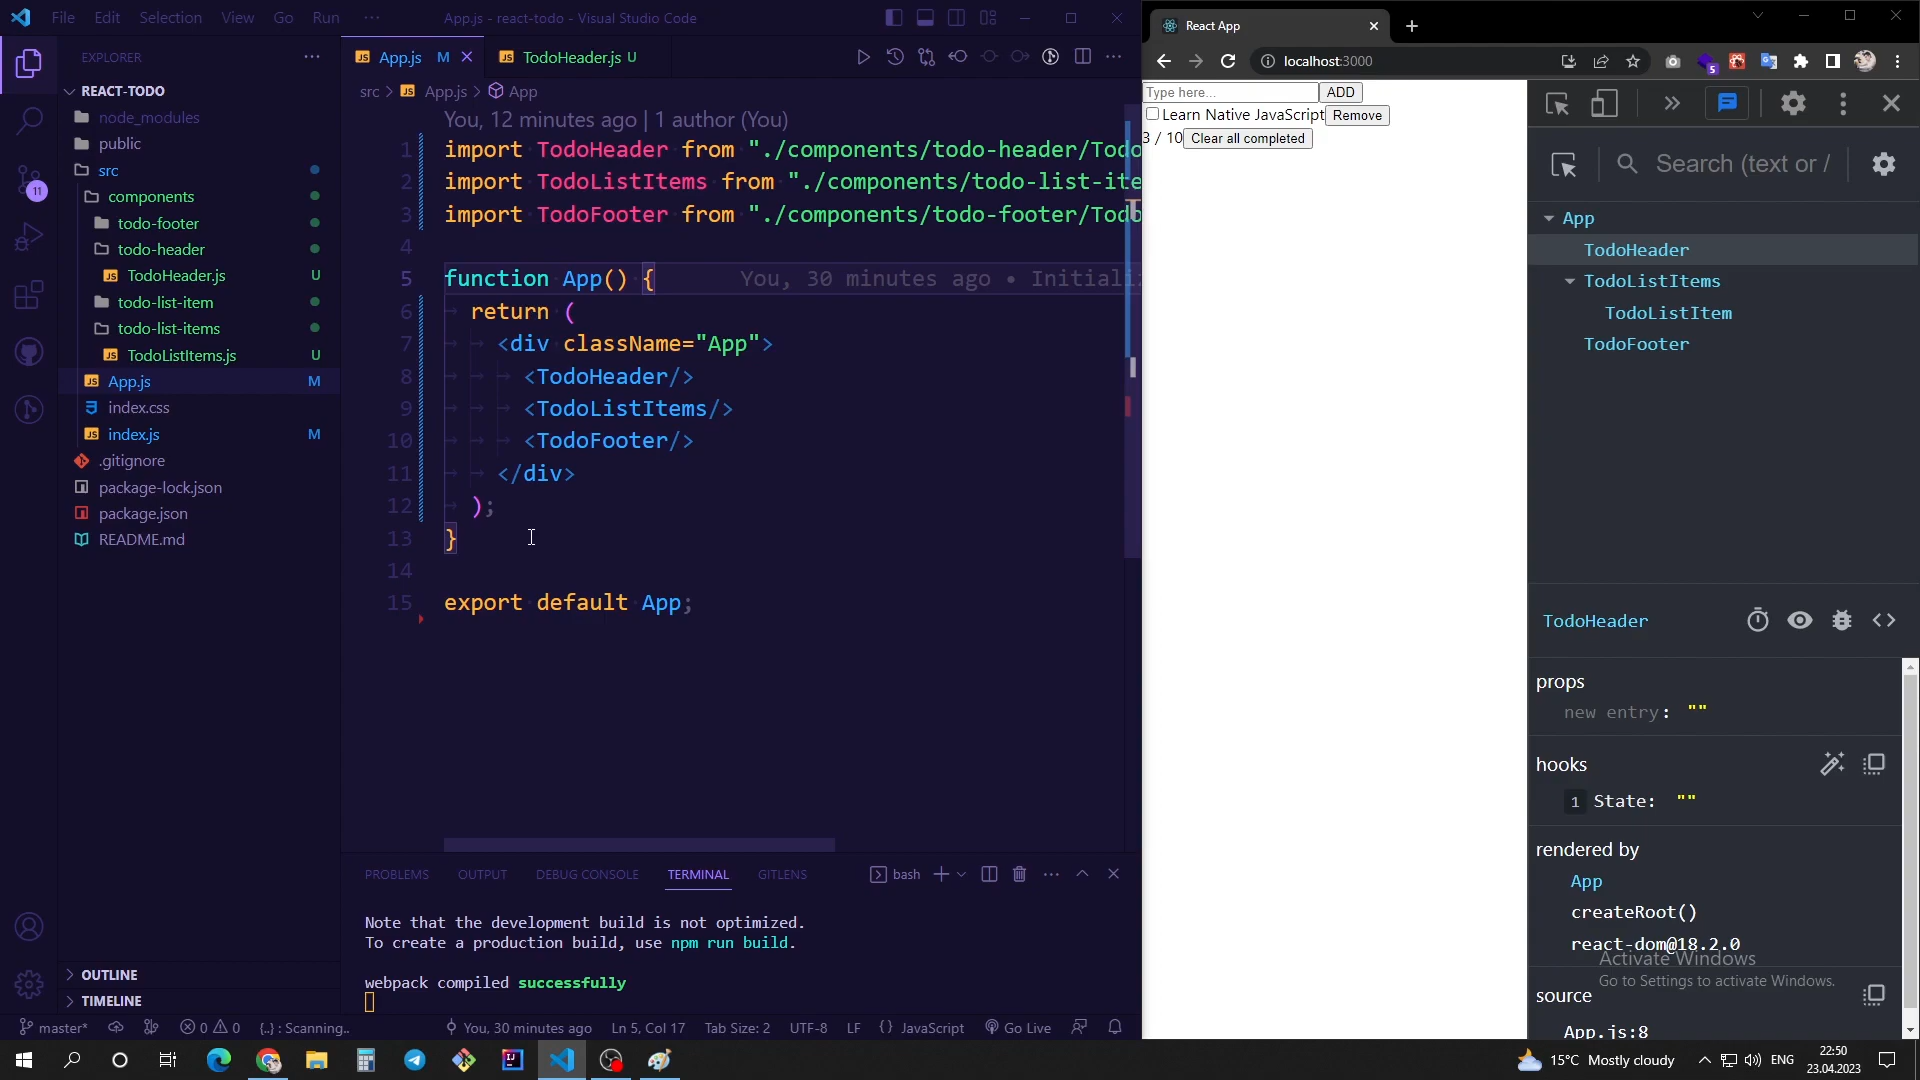 File Edit Selection View Go Run ··· App.js - react-todo - Visual Studio Code
EXPLORER ···
REACT-TODO
node_modules
public
src
components
todo-footer
todo-header
TodoHeader.js U
todo-list-item
todo-list-items
TodoListItems.js U
App.js M
index.css
index.js M
.gitignore
package-lock.json
package.json
README.md
OUTLINE
TIMELINE
11
App.js M
TodoHeader.js U
src > App.js > App
You, 12 minutes ago | 1 author (You)
1 import TodoHeader from "./components/todo-header/Todo
2 import TodoListItems from "./components/todo-list-ite
3 import TodoFooter from "./components/todo-footer/Todo
4
5 function App() { You, 30 minutes ago • Initiali
6 return (
7 <div className="App">
8 <TodoHeader/>
9 <TodoListItems/>
10 <TodoFooter/>
11 </div>
12 );
13 }
14
15 export default App;
PROBLEMS OUTPUT DEBUG CONSOLE TERMINAL GITLENS bash
Note that the development build is not optimized.
To create a production build, use npm run build.
webpack compiled successfully
master* 0 0 {..} : Scanning.. You, 30 minutes ago Ln 5, Col 17 Tab Size: 2 UTF-8 LF {} JavaScript Go Live
React App
localhost:3000
5
Type here... ADD
Learn Native JavaScript Remove
3 / 10 Clear all completed
Search (text or /
App
TodoHeader
TodoListItems
TodoListItem
TodoFooter
TodoHeader
props
new entry: ""
hooks
1 State: ""
rendered by
App
createRoot()
react-dom@18.2.0
source
App.js:8
Activate Windows
Go to Settings to activate Windows.
15°C Mostly cloudy ENG
22:50
23.04.2023